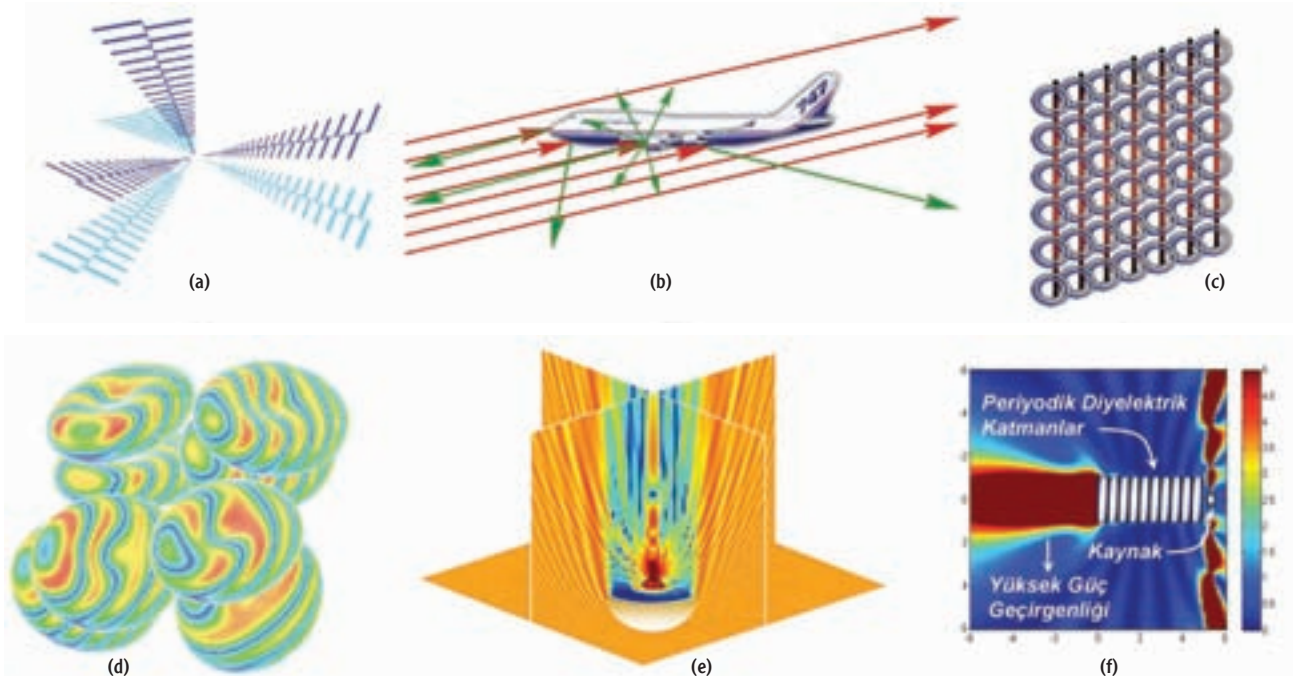 747
(a)
(b)
(c)
Periyodik Diyelektrik
Katmanlar
Kaynak
Yüksek Güç
Geçirgenliği
(d)
(e)
(f)